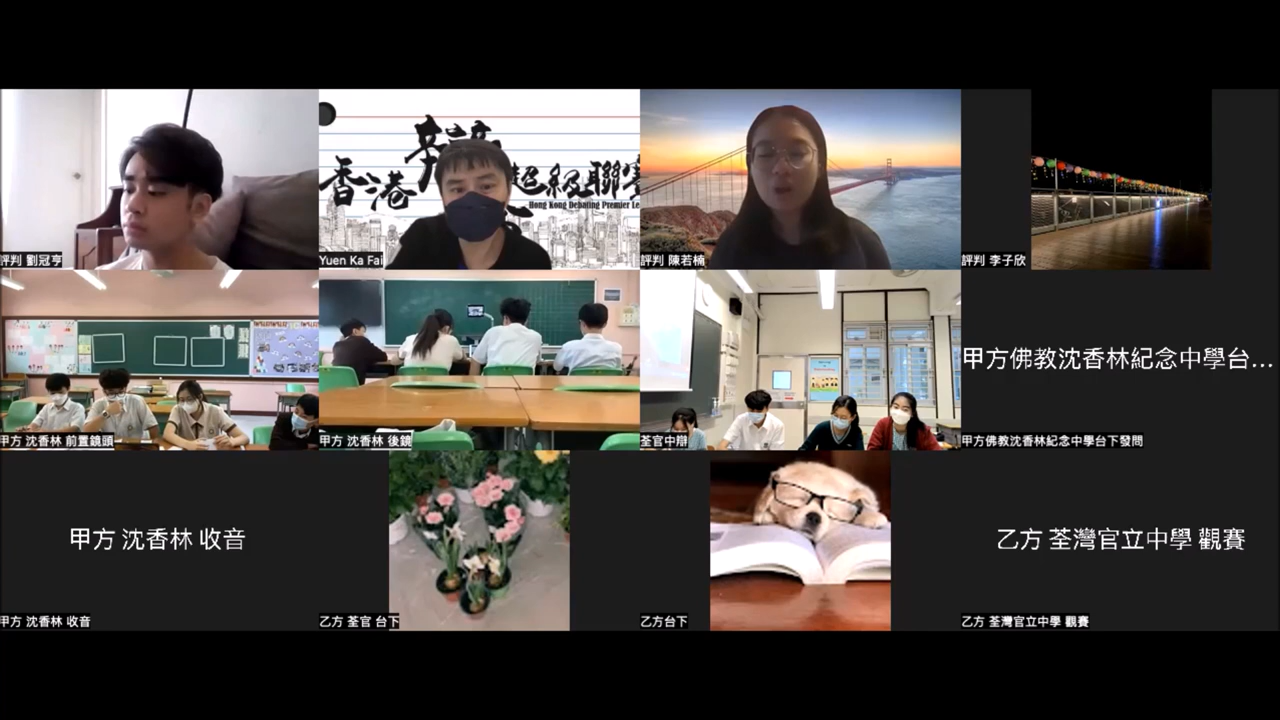 香港辯
超級聯賽
Hong Kong Debating Premier Le
評判 劉冠亨
Yuen Ka Fai
評判 陳若楠
評判 李子欣
甲方佛教沈香林紀念中學台...
甲方 沈香林 前置鏡頭
甲方 沈香林 後鏡
荃官中辯
甲方佛教沈香林紀念中學台下發問
甲方 沈香林 收音
乙方 荃灣官立中學 觀賽
甲方 沈香林 收音
乙方 荃官 台下
乙方台下
乙方 荃灣官立中學 觀賽